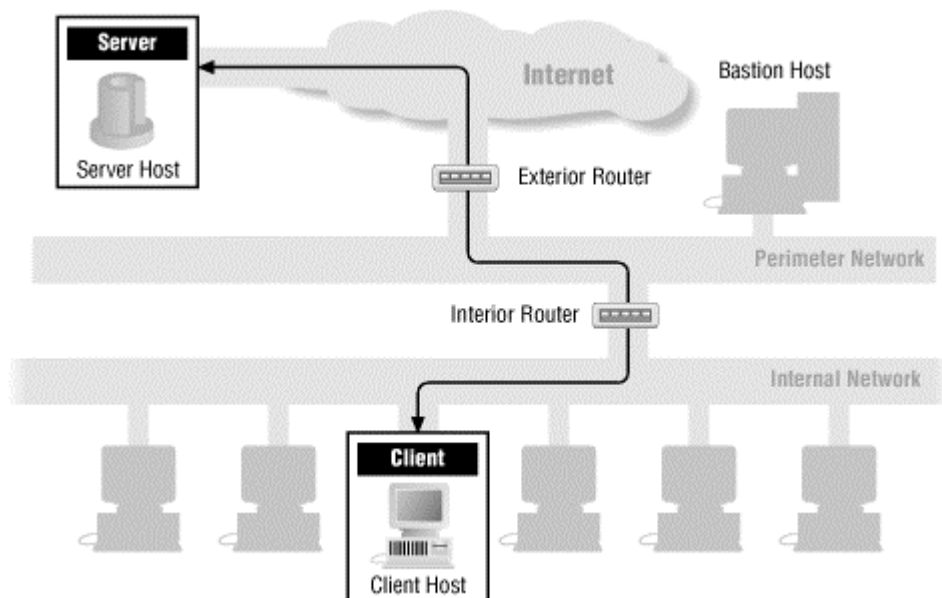 Server
Server Host
Internet
Bastion Host
Exterior Router
Perimeter Network
Interior Router
Internal Network
Client
Client Host